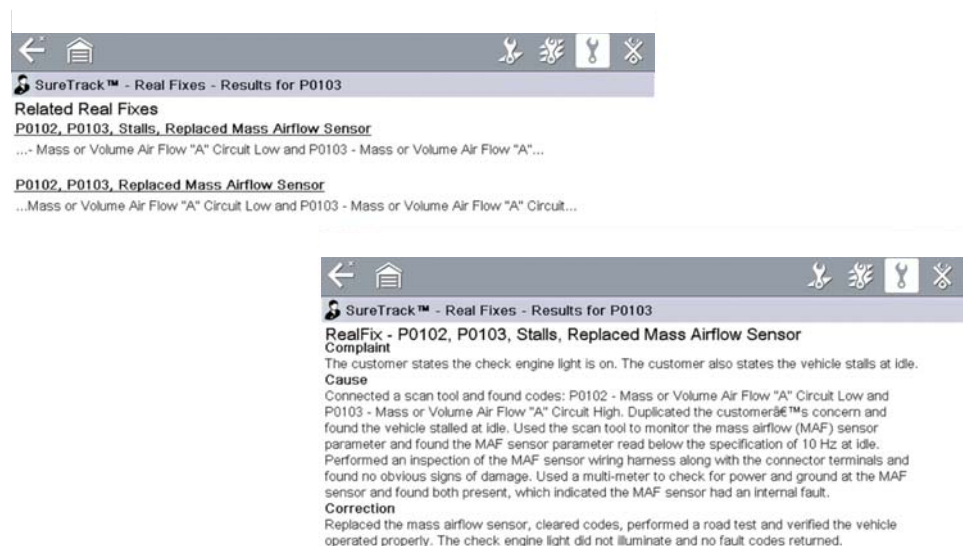 SureTrack™ - Real Fixes - Results for P0103
Related Real Fixes
P0102, P0103, Stalls, Replaced Mass Airflow Sensor
...- Mass or Volume Air Flow "A" Circuit Low and P0103 - Mass or Volume Air Flow "A"...
P0102, P0103, Replaced Mass Airflow Sensor
...Mass or Volume Air Flow "A" Circuit Low and P0103 - Mass or Volume Air Flow "A" Circuit...
SureTrack™ - Real Fixes - Results for P0103
RealFix - P0102, P0103, Stalls, Replaced Mass Airflow Sensor
Complaint
The customer states the check engine light is on. The customer also states the vehicle stalls at idle.
Cause
Connected a scan tool and found codes: P0102 - Mass or Volume Air Flow "A" Circuit Low and
P0103 - Mass or Volume Air Flow "A" Circuit High. Duplicated the customerâ€™s concern and
found the vehicle stalled at idle. Used the scan tool to monitor the mass airflow (MAF) sensor
parameter and found the MAF sensor parameter read below the specification of 10 Hz at idle.
Performed an inspection of the MAF sensor wiring harness along with the connector terminals and
found no obvious signs of damage. Used a multi-meter to check for power and ground at the MAF
sensor and found both present, which indicated the MAF sensor had an internal fault.
Correction
Replaced the mass airflow sensor, cleared codes, performed a road test and verified the vehicle
operated properly. The check engine light did not illuminate and no fault codes returned.